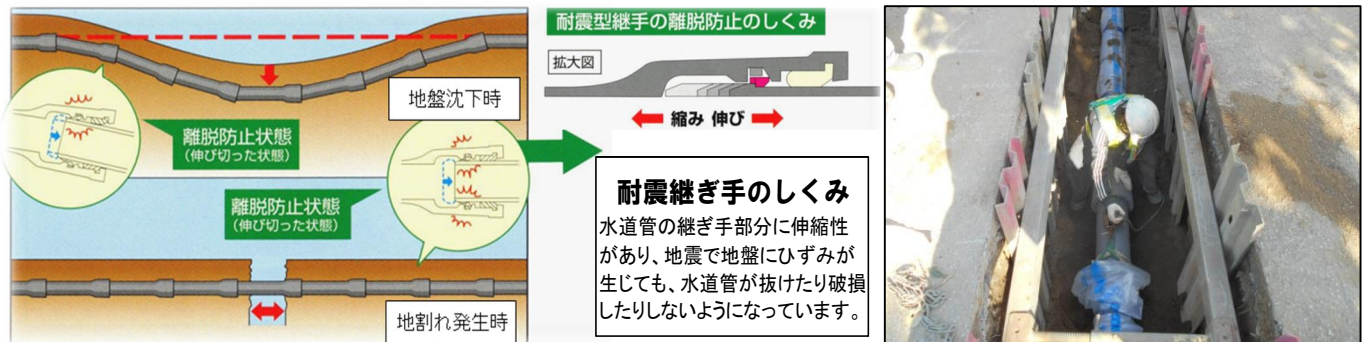 地盤沈下時
離脱防止状態
(伸び切った状態)
離脱防止状態
(伸び切った状態)
地割れ発生時
耐震型継手の離脱防止のしくみ
拡大図
縮み 伸び
耐震継ぎ手のしくみ
水道管の継ぎ手部分に伸縮性
があり、地震で地盤にひずみが
生じても、水道管が抜けたり破損
したりしないようになっています。